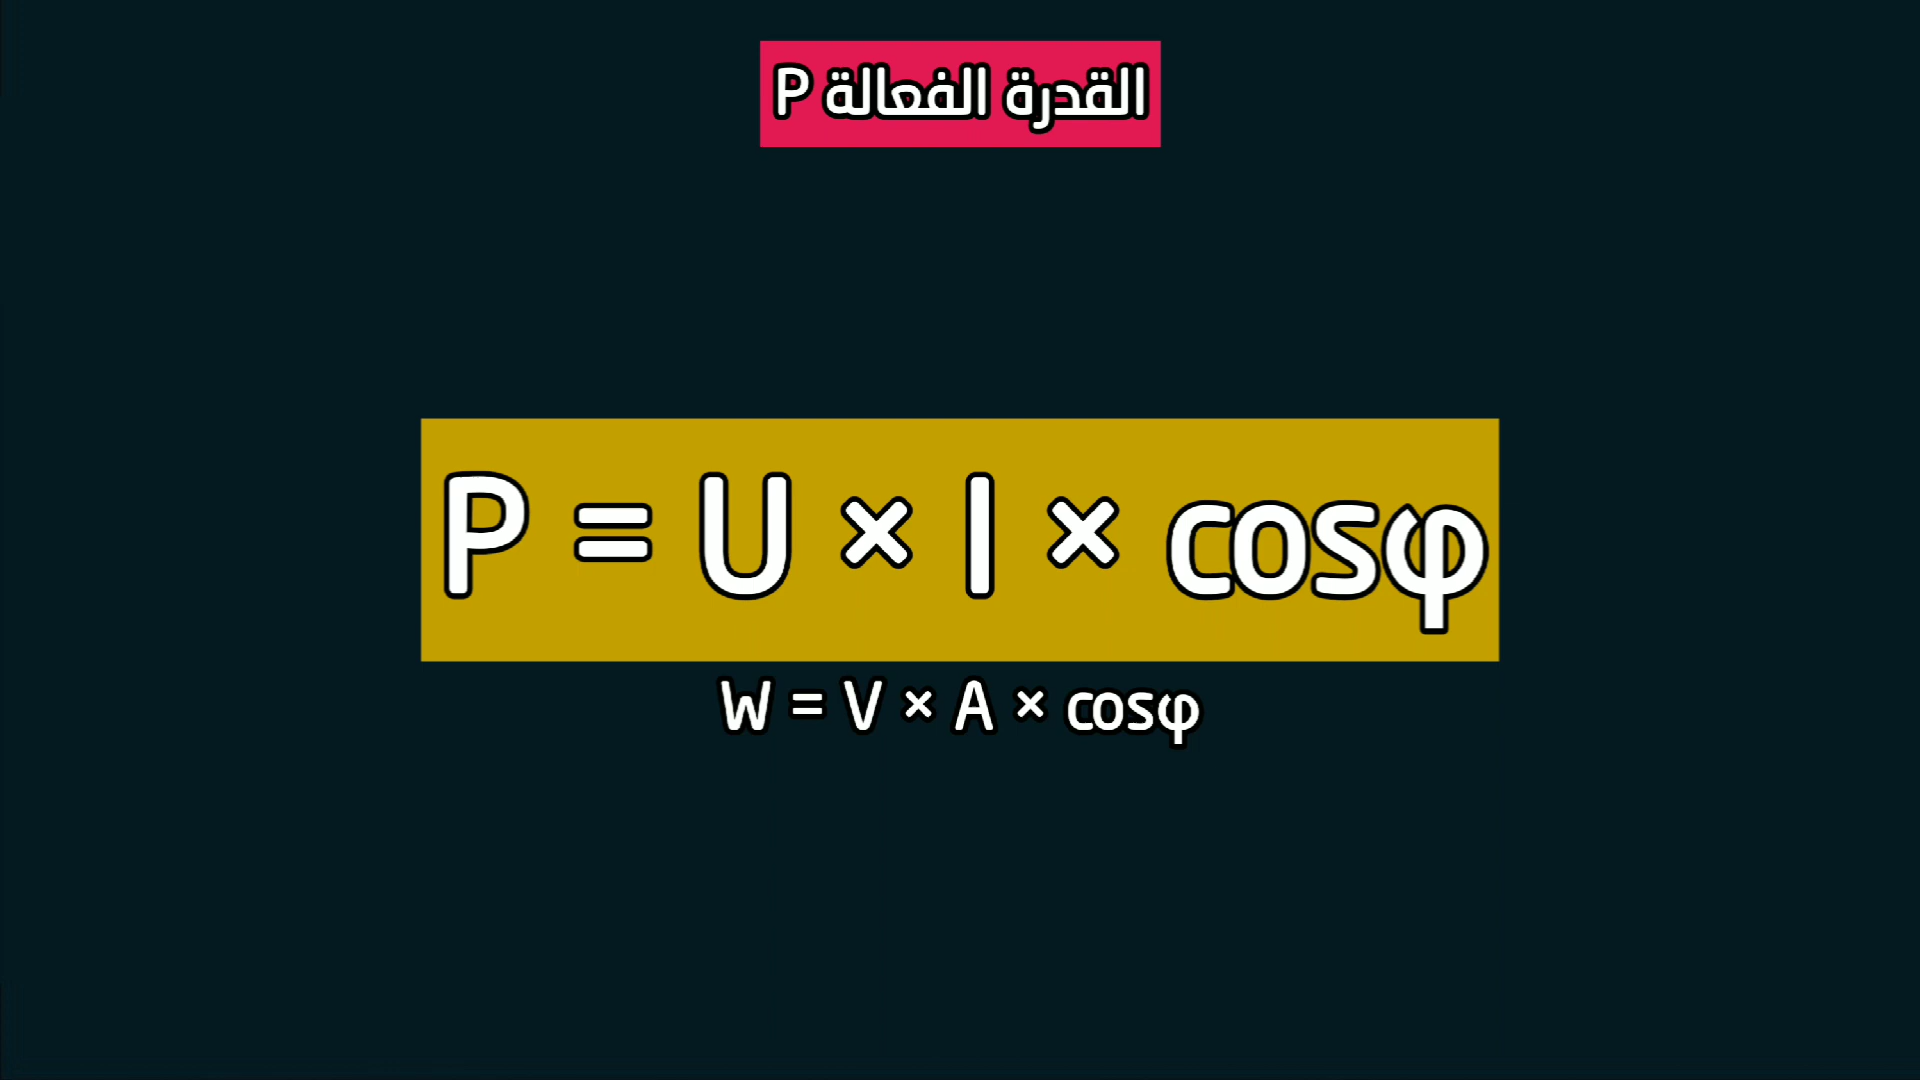 القدرة الفعالة P
P = U × I × cosφ
W = V × A × cosφ